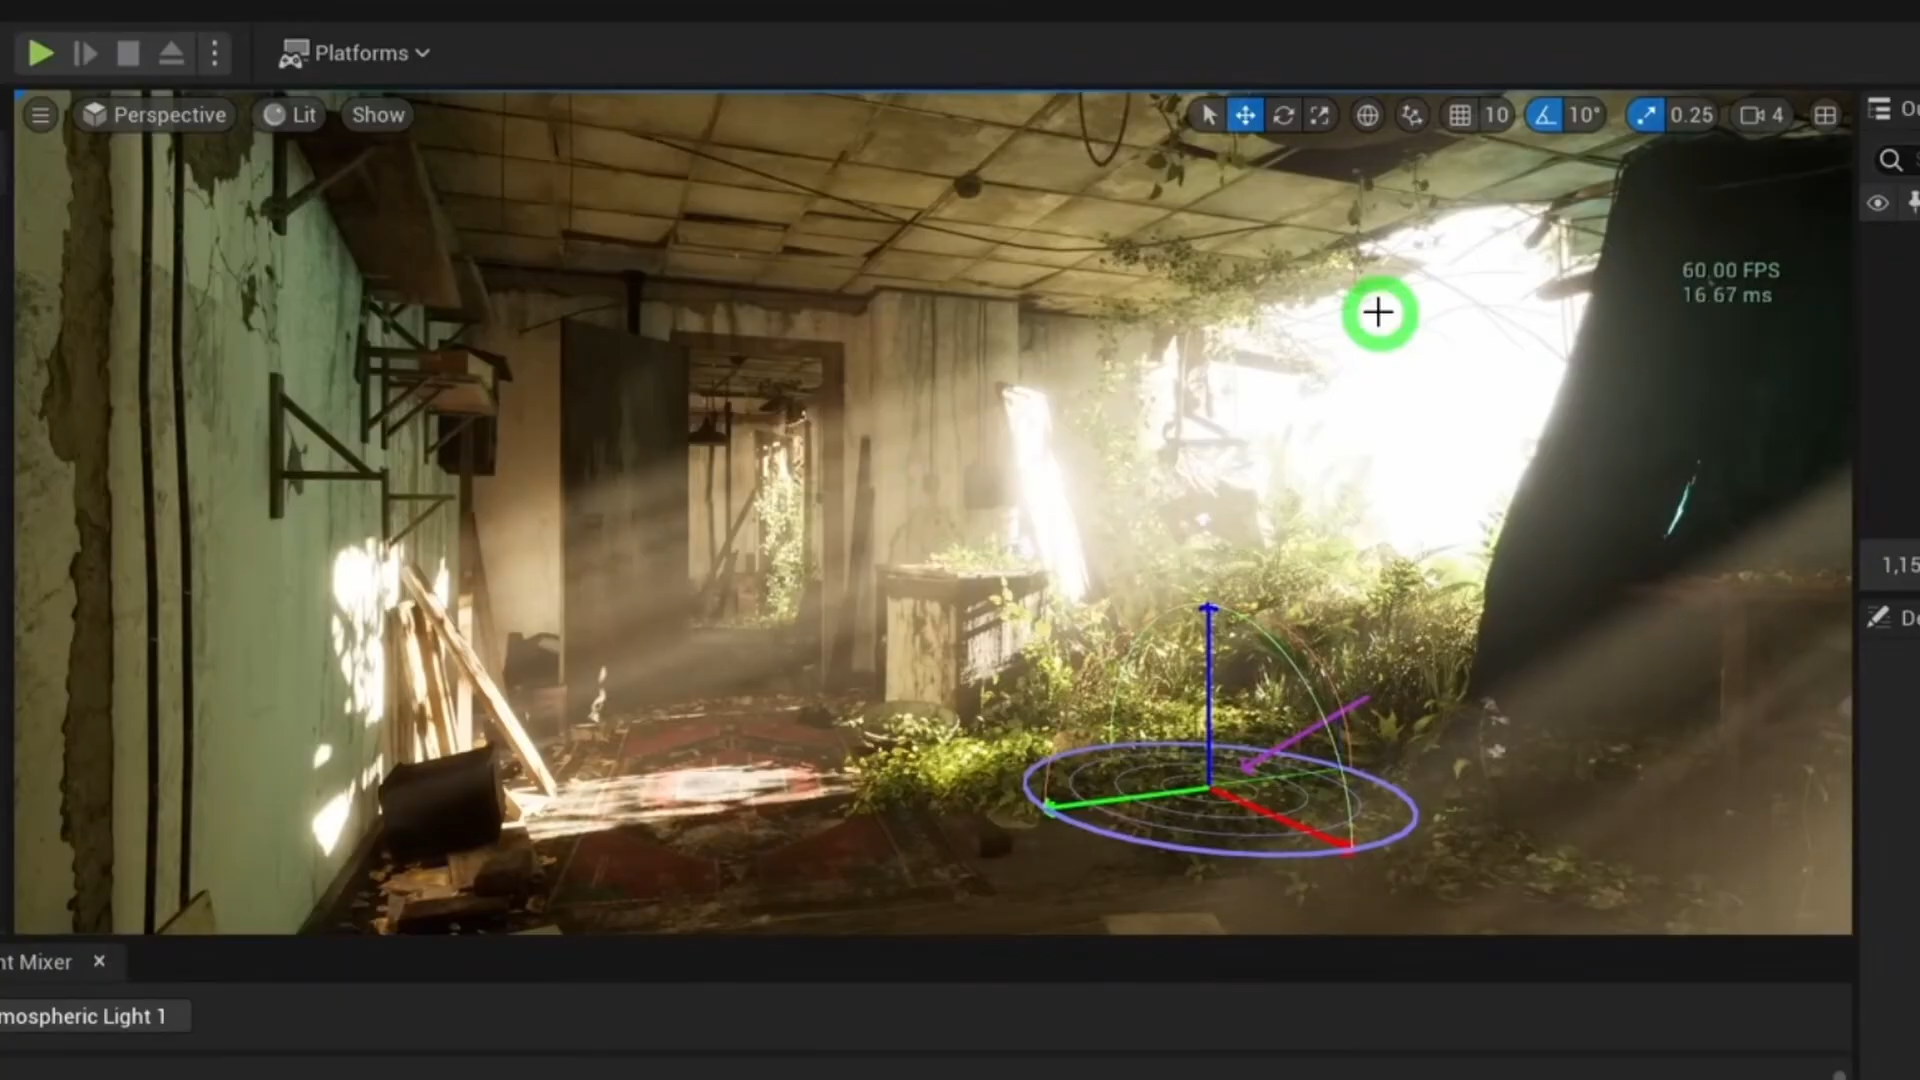 Platforms
Perspective
Lit
Show
10
10°
0.25
4
60.00 FPS
16.67 ms
1,15
nt Mixer
mospheric Light 1